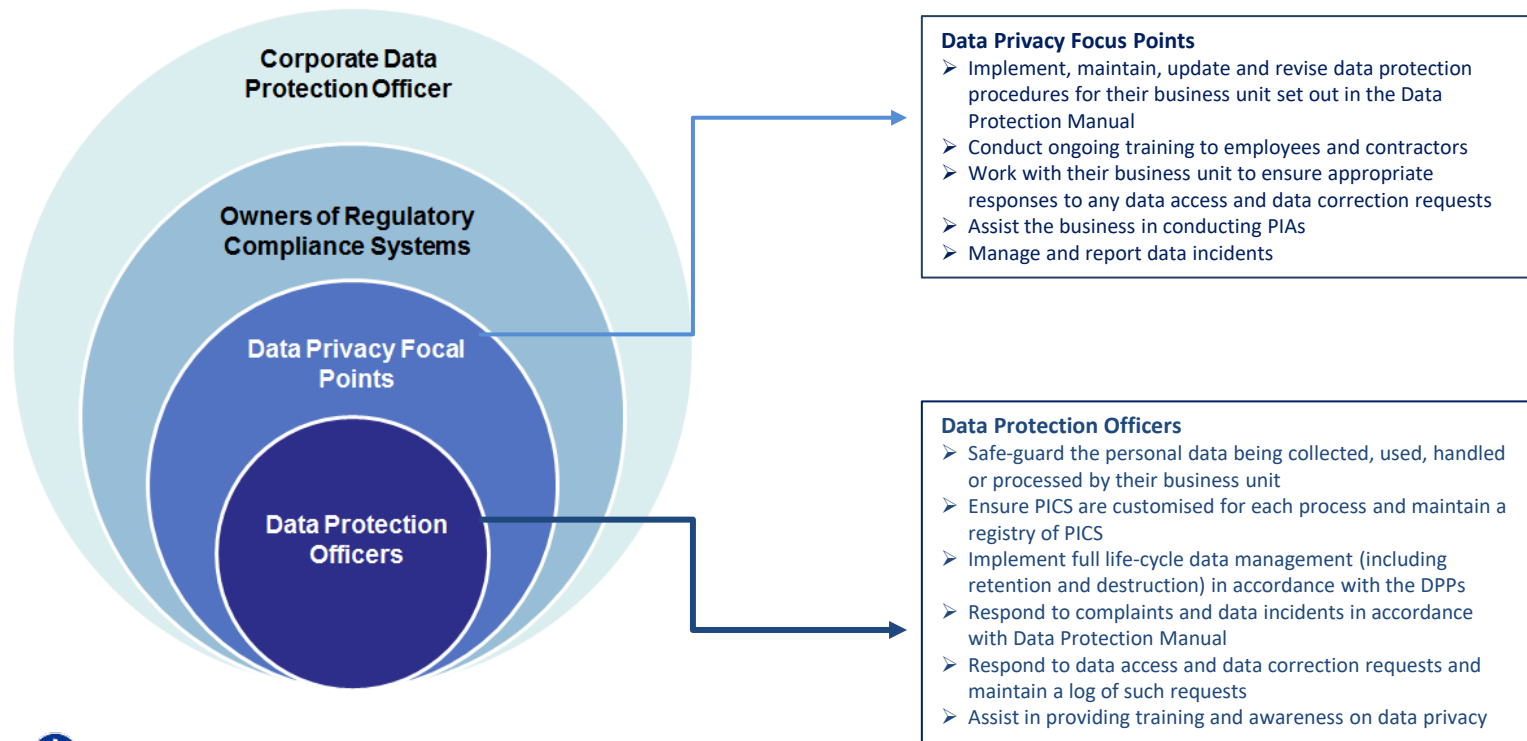 Corporate Data
Protection Officer
Owners of Regulatory
Compliance Systems
Data Privacy Focal
Points
Data Protection
Officers
Data Privacy Focus Points
➢ Implement, maintain, update and revise data protection
procedures for their business unit set out in the Data
Protection Manual
➢ Conduct ongoing training to employees and contractors
➢ Work with their business unit to ensure appropriate
responses to any data access and data correction requests
➢ Assist the business in conducting PIAs
➢ Manage and report data incidents
Data Protection Officers
➢ Safe-guard the personal data being collected, used, handled
or processed by their business unit
➢ Ensure PICS are customised for each process and maintain a
registry of PICS
➢ Implement full life-cycle data management (including
retention and destruction) in accordance with the DPPs
➢ Respond to complaints and data incidents in accordance
with Data Protection Manual
➢ Respond to data access and data correction requests and
maintain a log of such requests
➢ Assist in providing training and awareness on data privacy